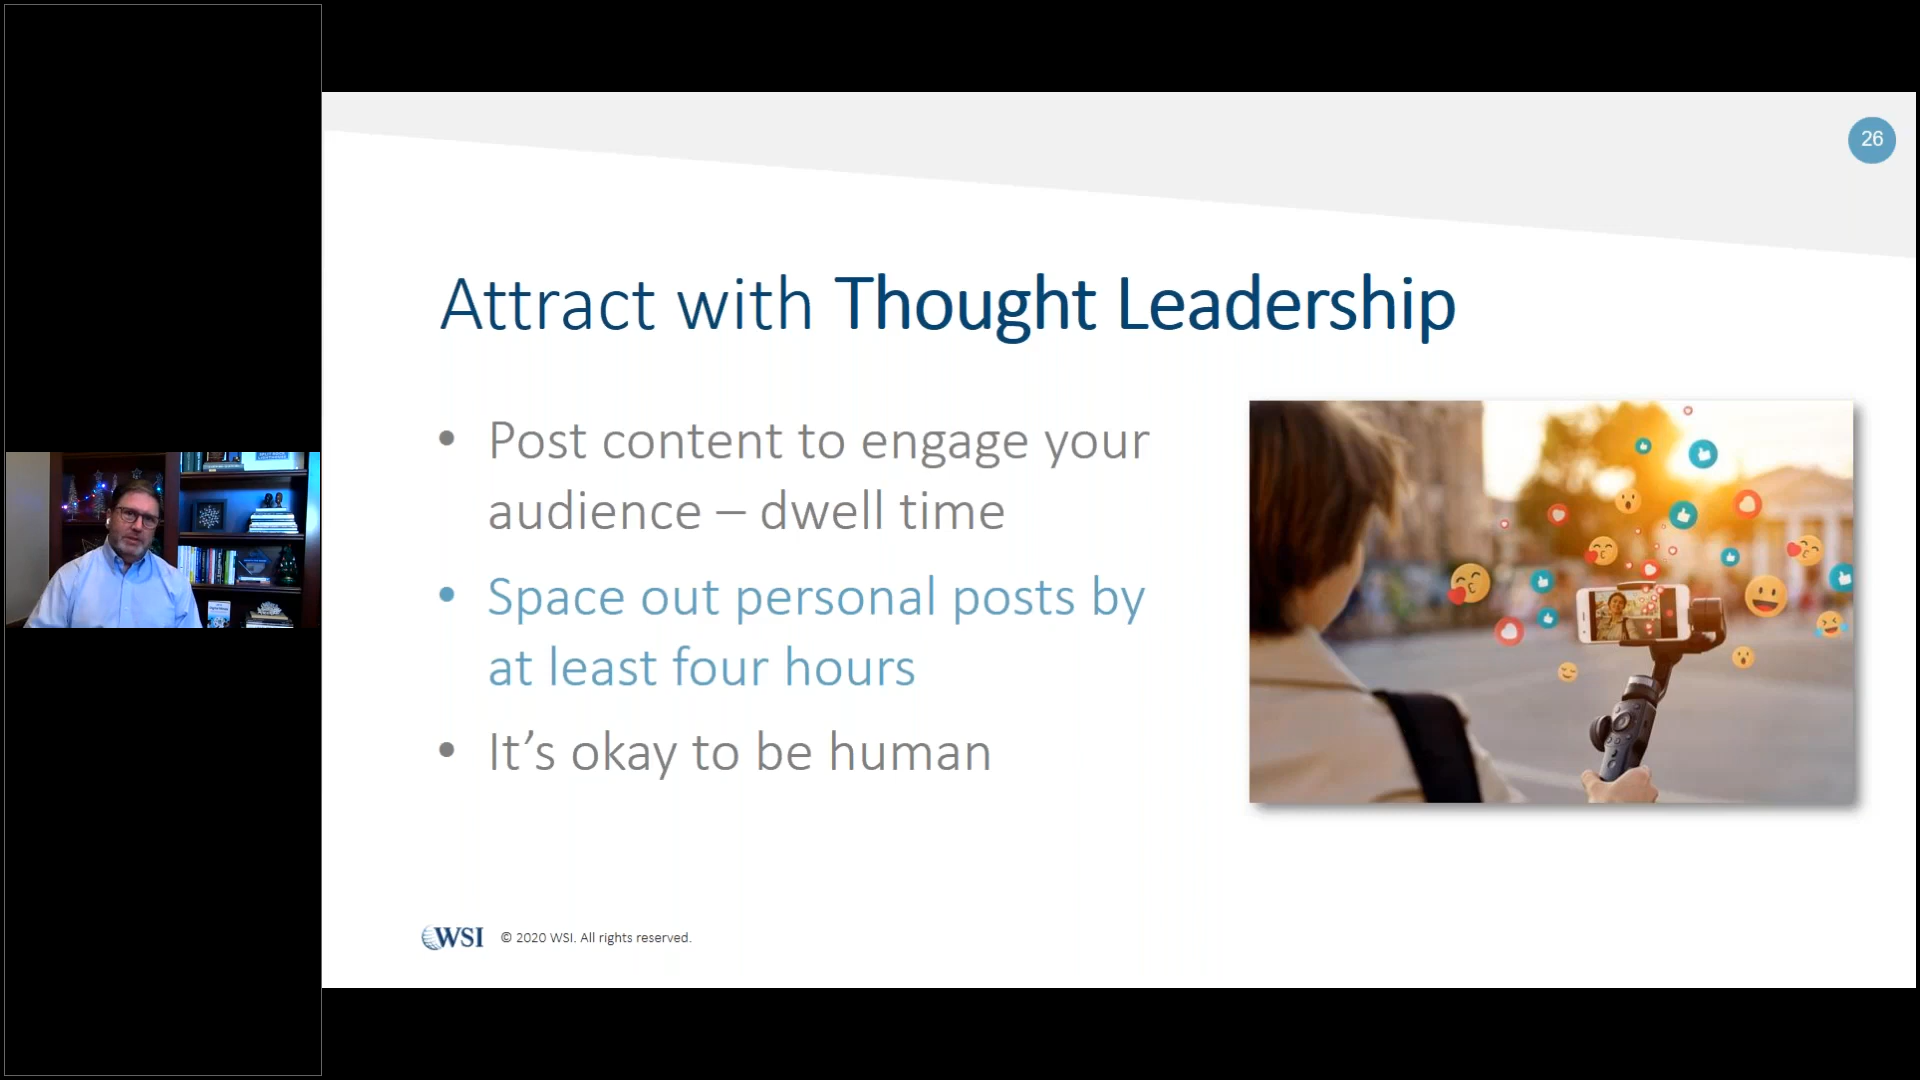 26
Attract with Thought Leadership
• Post content to engage your
audience – dwell time
• Space out personal posts by
at least four hours
• It’s okay to be human
WSI © 2020 WSI. All rights reserved.